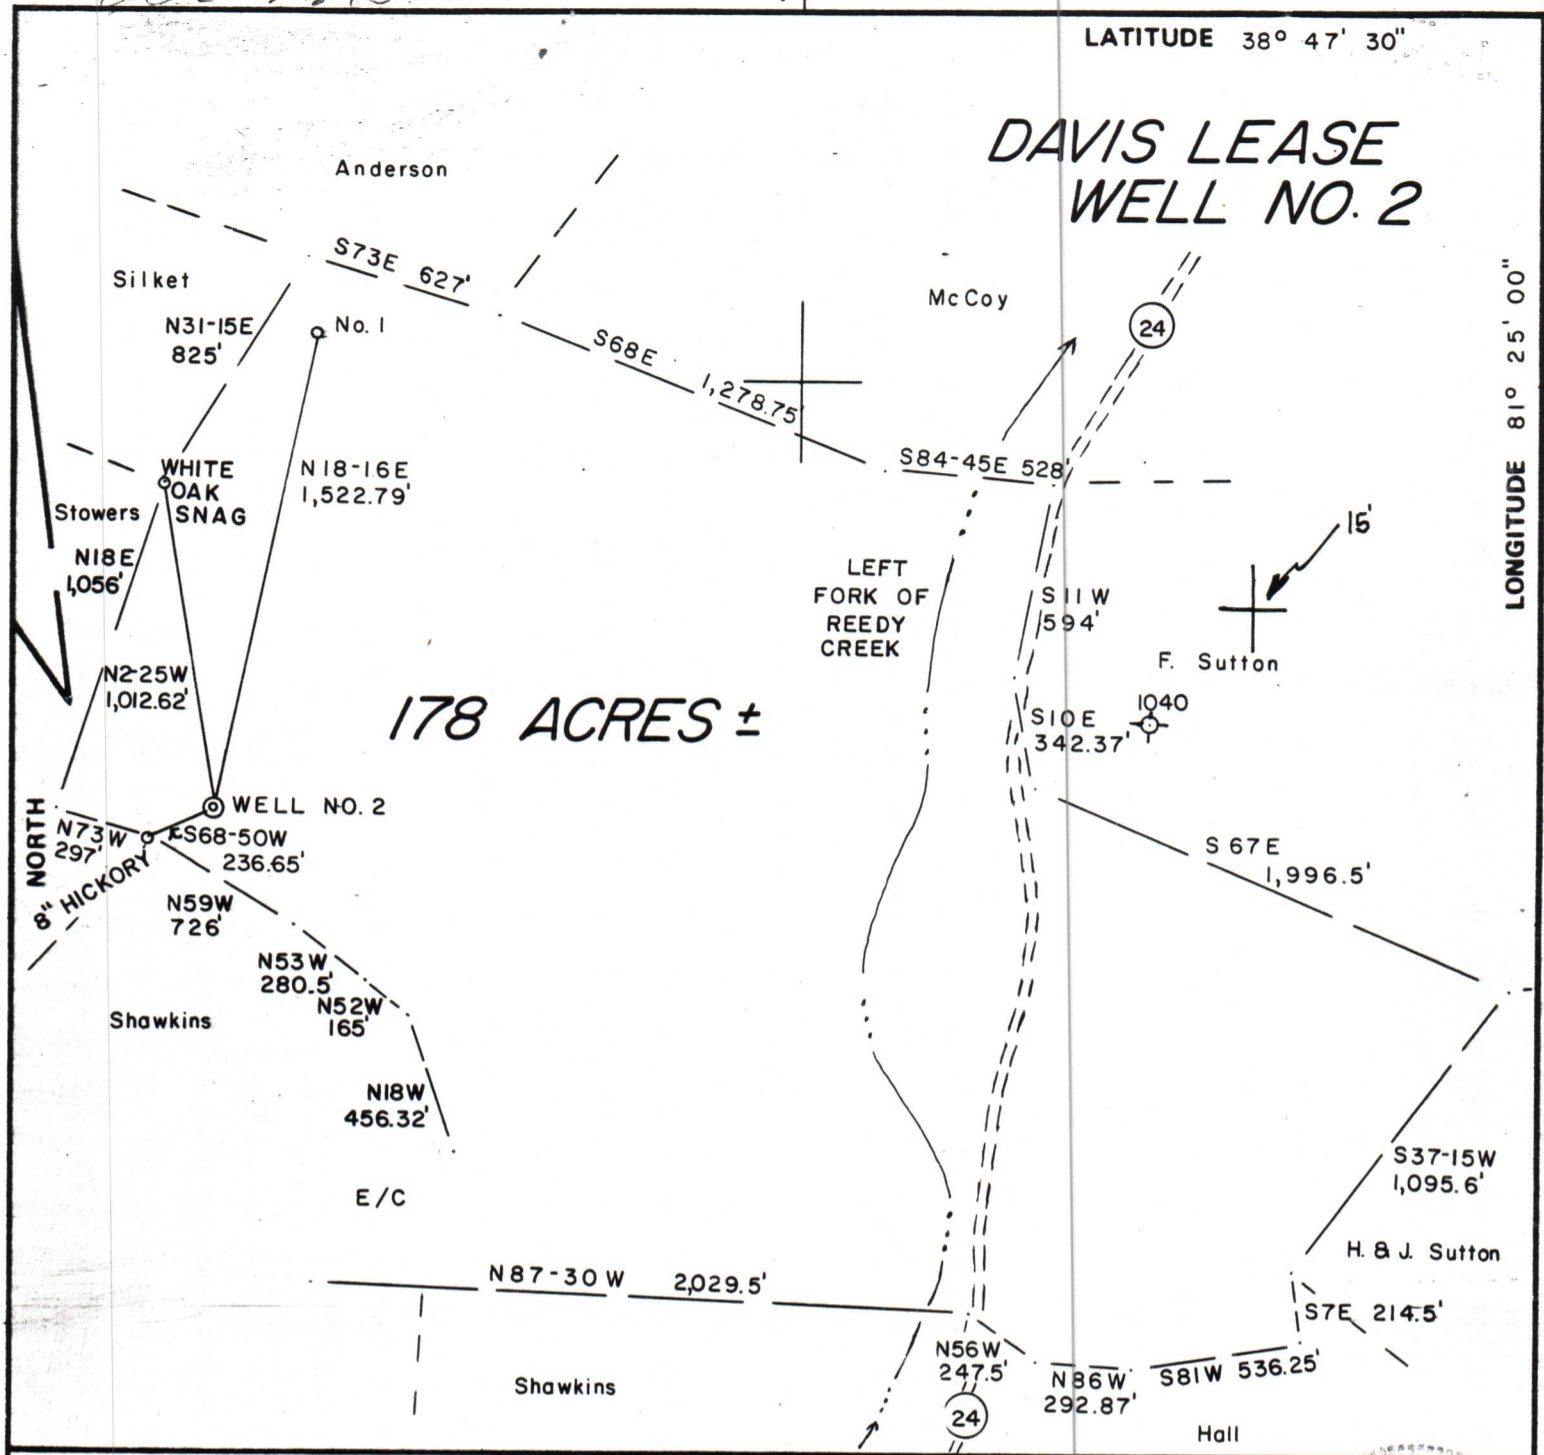 LATITUDE 38° 47' 30"
DAVIS LEASE
WELL NO. 2
LONGITUDE 81° 25' 00"
Anderson
Silket
S73E 627'
McCoy
24
N31-15E
825'
No. 1
S68E
1,278.75'
WHITE
OAK
SNAG
N18-16E
1,522.79'
S84-45E 528'
Stowers
N18E
1,056'
15'
LEFT
FORK OF
REEDY
CREEK
S11W
594'
F. Sutton
N2-25W
1,012.62'
178 ACRES ±
S10E
342.37'
1040
NORTH
WELL NO. 2
N73W
297'
S68-50W
236.65'
8" HICKORY
S67E
1,996.5'
N59W
726'
N53W
280.5'
N52W
165'
Shawkins
N18W
456.32'
S37-15W
1,095.6'
E/C
H. & J. Sutton
N87-30W 2,029.5'
S7E 214.5'
N56W
247.5'
N86W
292.87'
S81W 536.25'
Shawkins
24
Hall